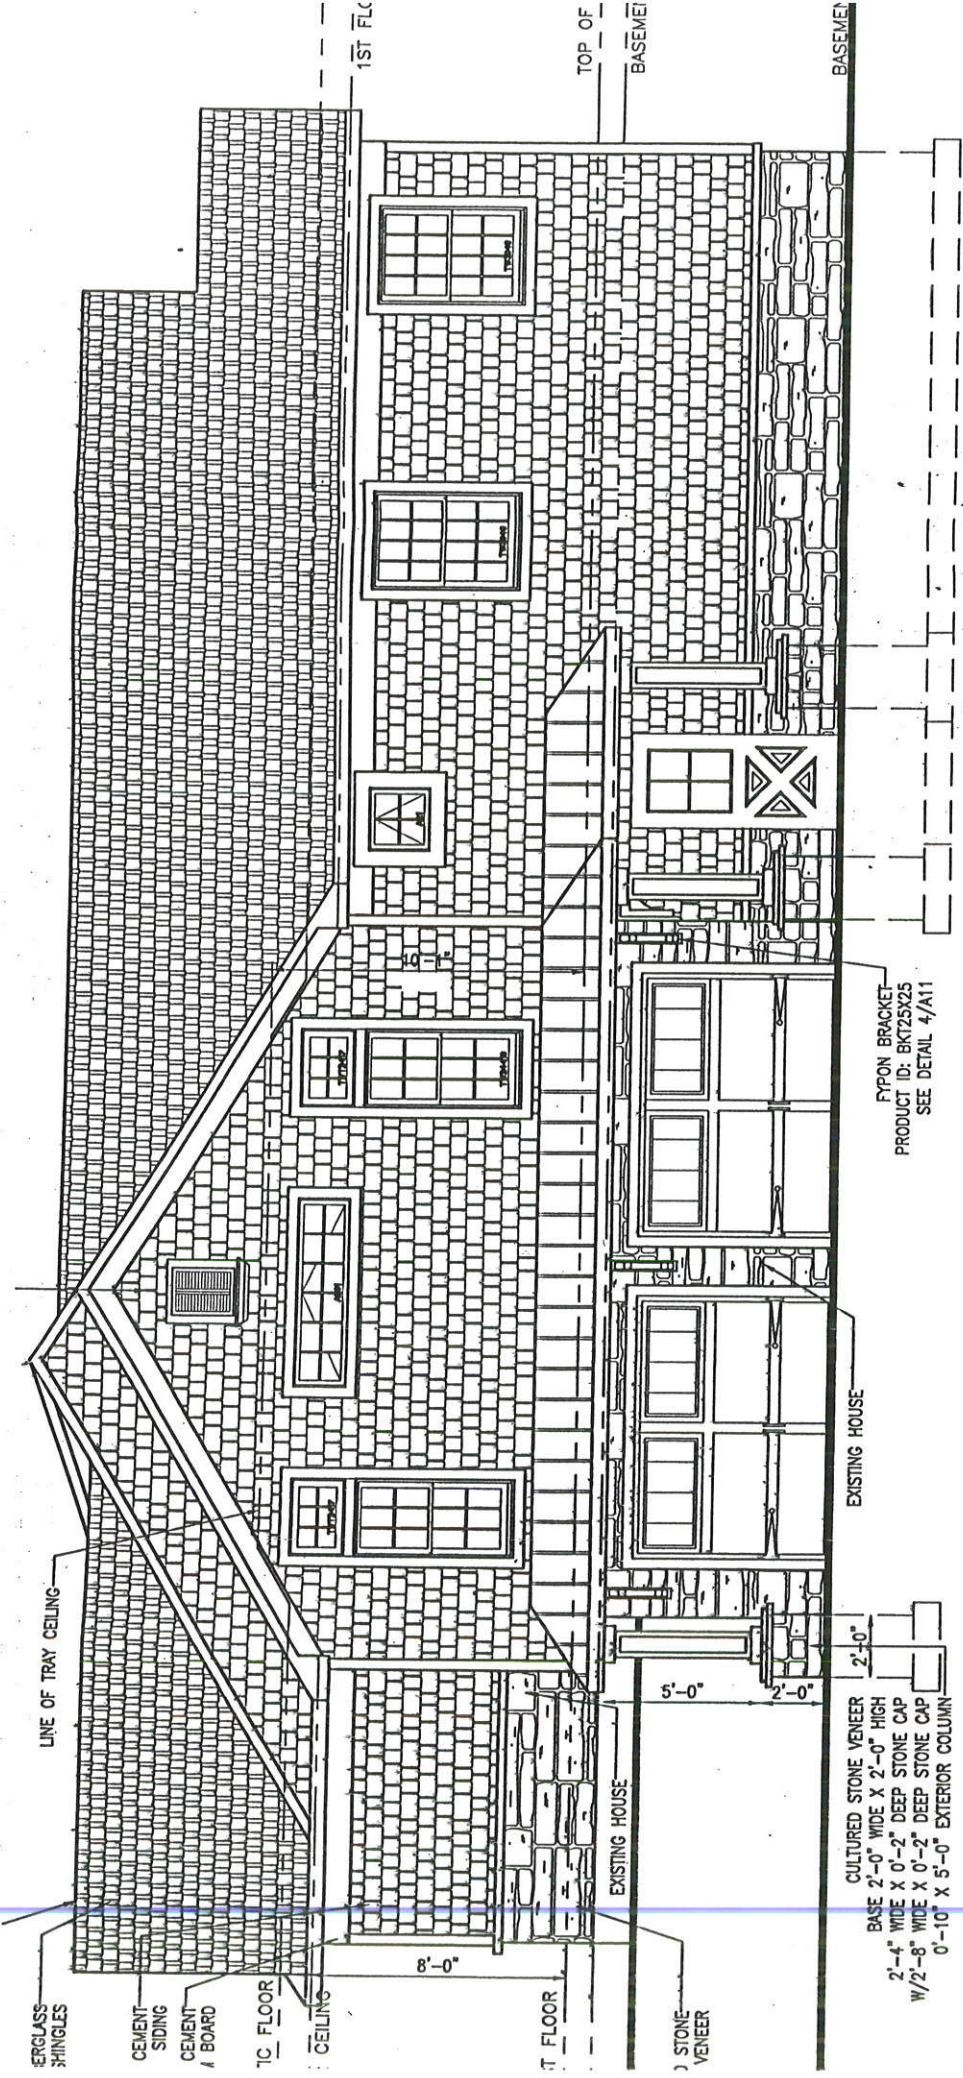 ERGLASS
SHINGLES
CEMENT
SIDING
CEMENT
BOARD
IC FLOOR
CEILING
T FLOOR
STONE
VENEER
LINE OF TRAY CEILING
8'-0"
EXISTING HOUSE
CULTURED STONE VENEER
BASE 2'-0" WIDE X 2'-0" HIGH
2'-4" WIDE X 0'-2" DEEP STONE CAP
W/2'-8" WIDE X 0'-2" DEEP STONE CAP
0'-10" X 5'-0" EXTERIOR COLUMN
5'-0"
2'-0"
2'-0"
EXISTING HOUSE
10'-1"
FYPON BRACKET
PRODUCT ID: BKT25X25
SEE DETAIL 4/A11
1ST FLO
TOP OF
BASEMEN
BASEMEN